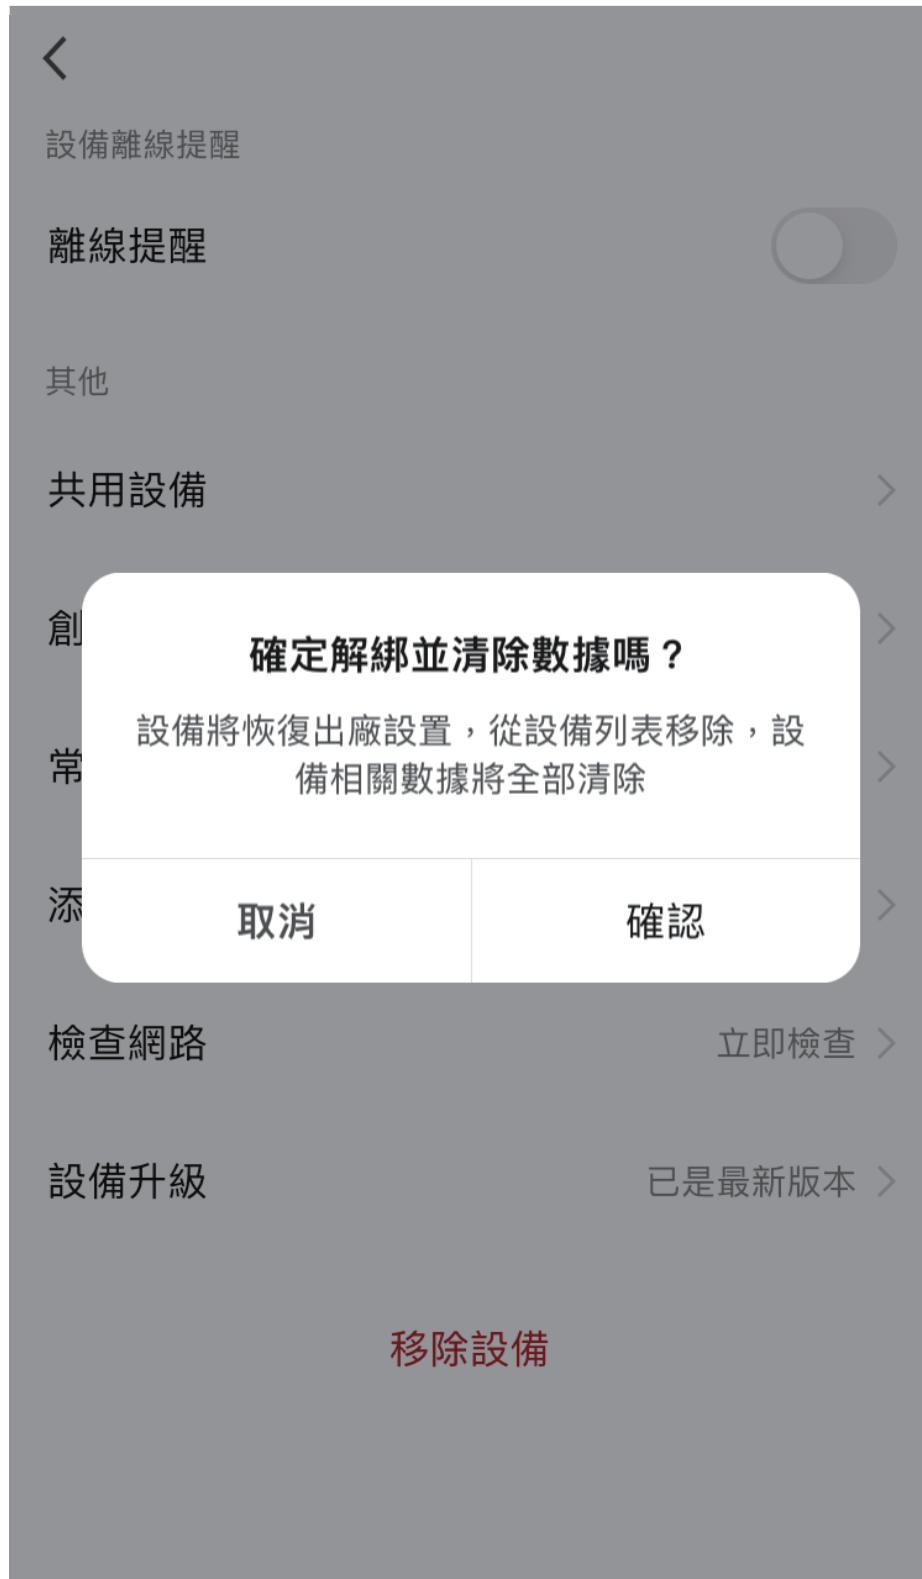 設備離線提醒
離線提醒
其他
共用設備
創
確定解綁並清除數據嗎？
設備將恢復出廠設置，從設備列表移除，設
備相關數據將全部清除
常
添
取消
確認
檢查網路
立即檢查
設備升級
已是最新版本
移除設備